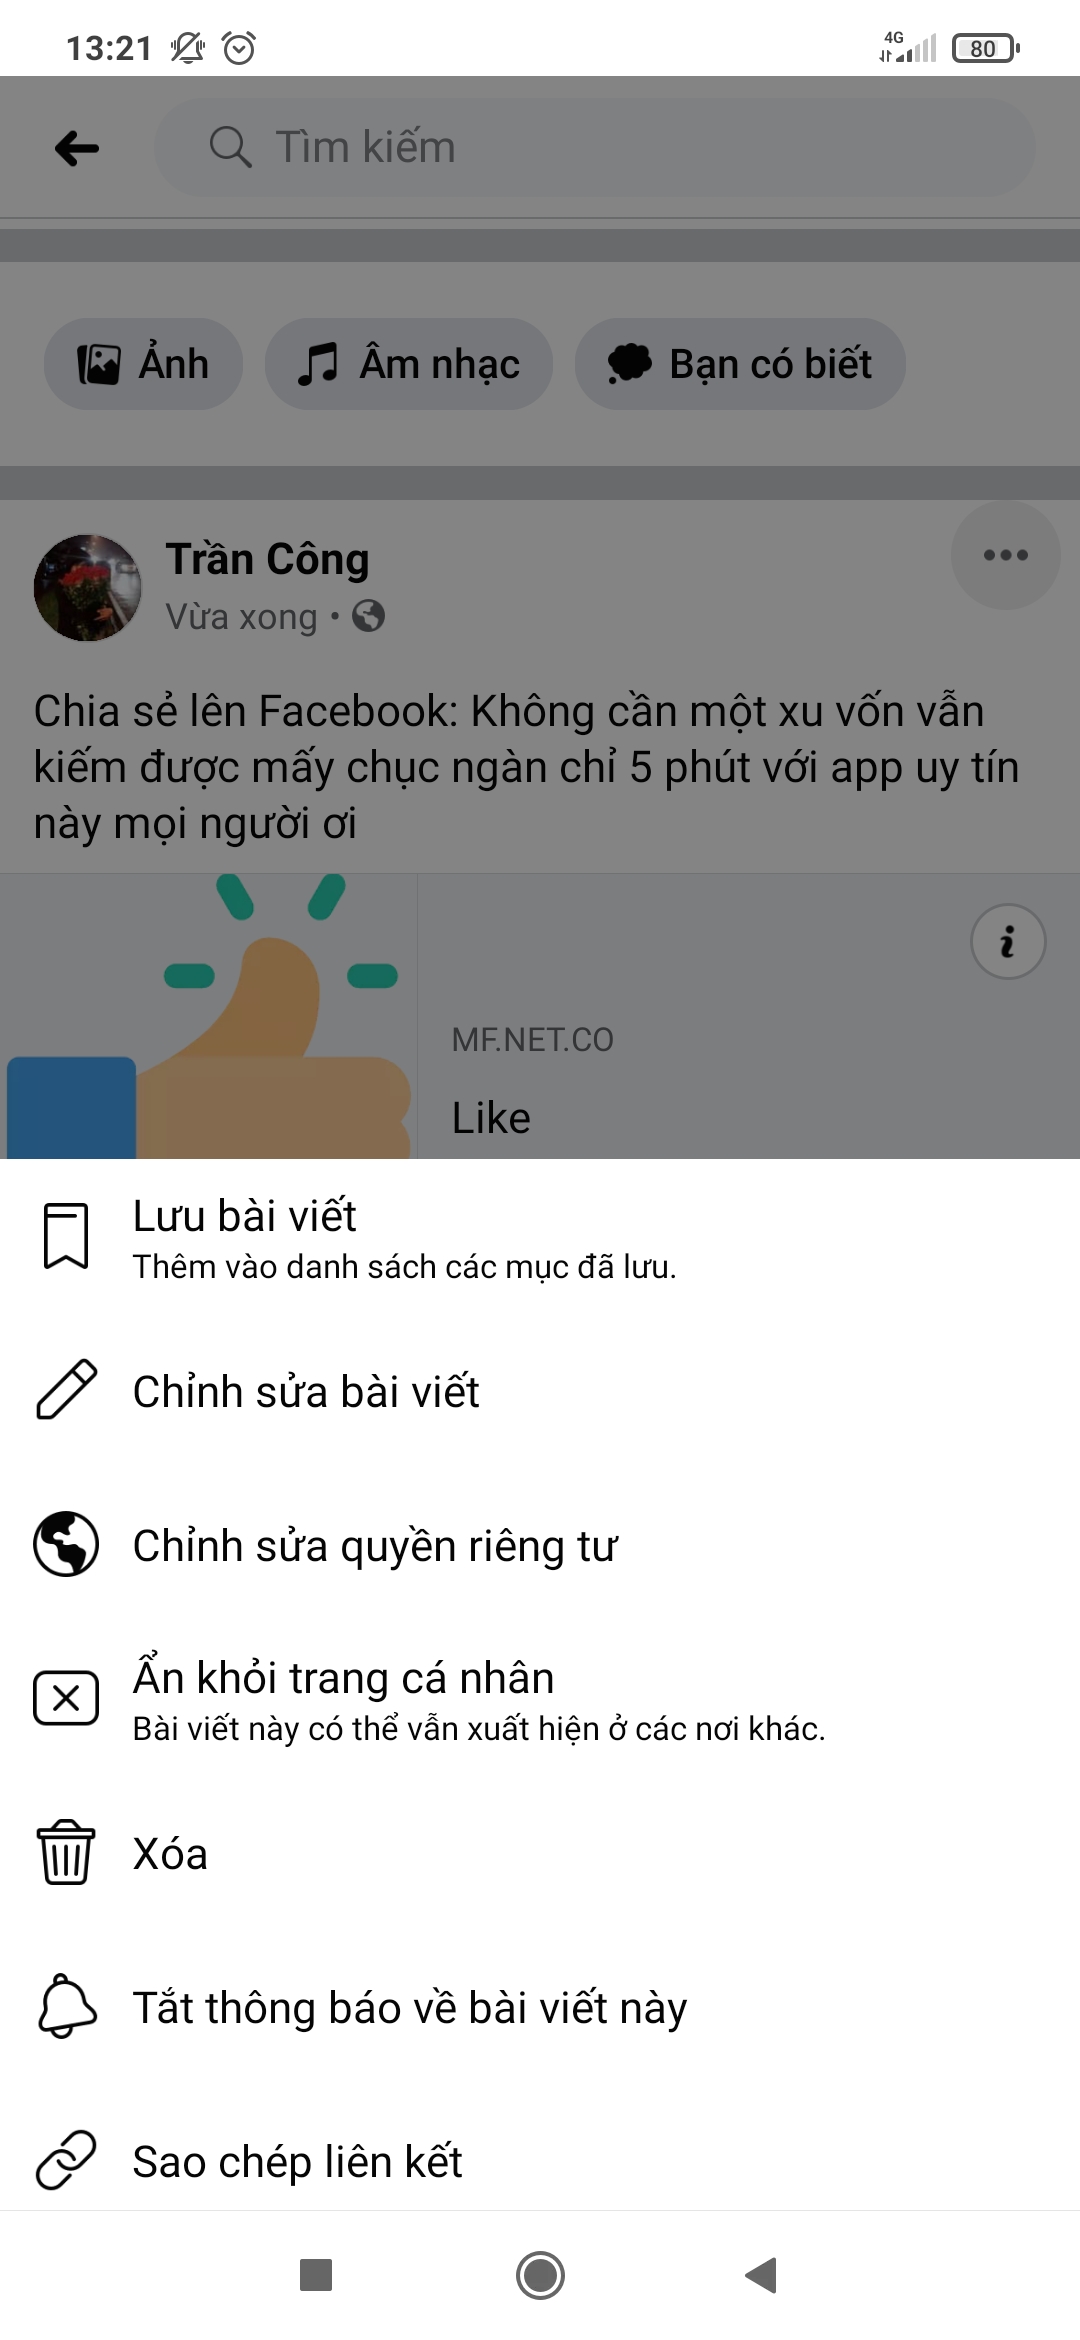 13:21
4G
80
Tìm kiếm
Ảnh
Âm nhạc
Bạn có biết
Trần Công
Vừa xong •
Chia sẻ lên Facebook: Không cần một xu vốn vẫn
kiếm được mấy chục ngàn chỉ 5 phút với app uy tín
này mọi người ơi
MF.NET.CO
Like
Lưu bài viết
Thêm vào danh sách các mục đã lưu.
Chỉnh sửa bài viết
Chỉnh sửa quyền riêng tư
Ẩn khỏi trang cá nhân
Bài viết này có thể vẫn xuất hiện ở các nơi khác.
Xóa
Tắt thông báo về bài viết này
Sao chép liên kết